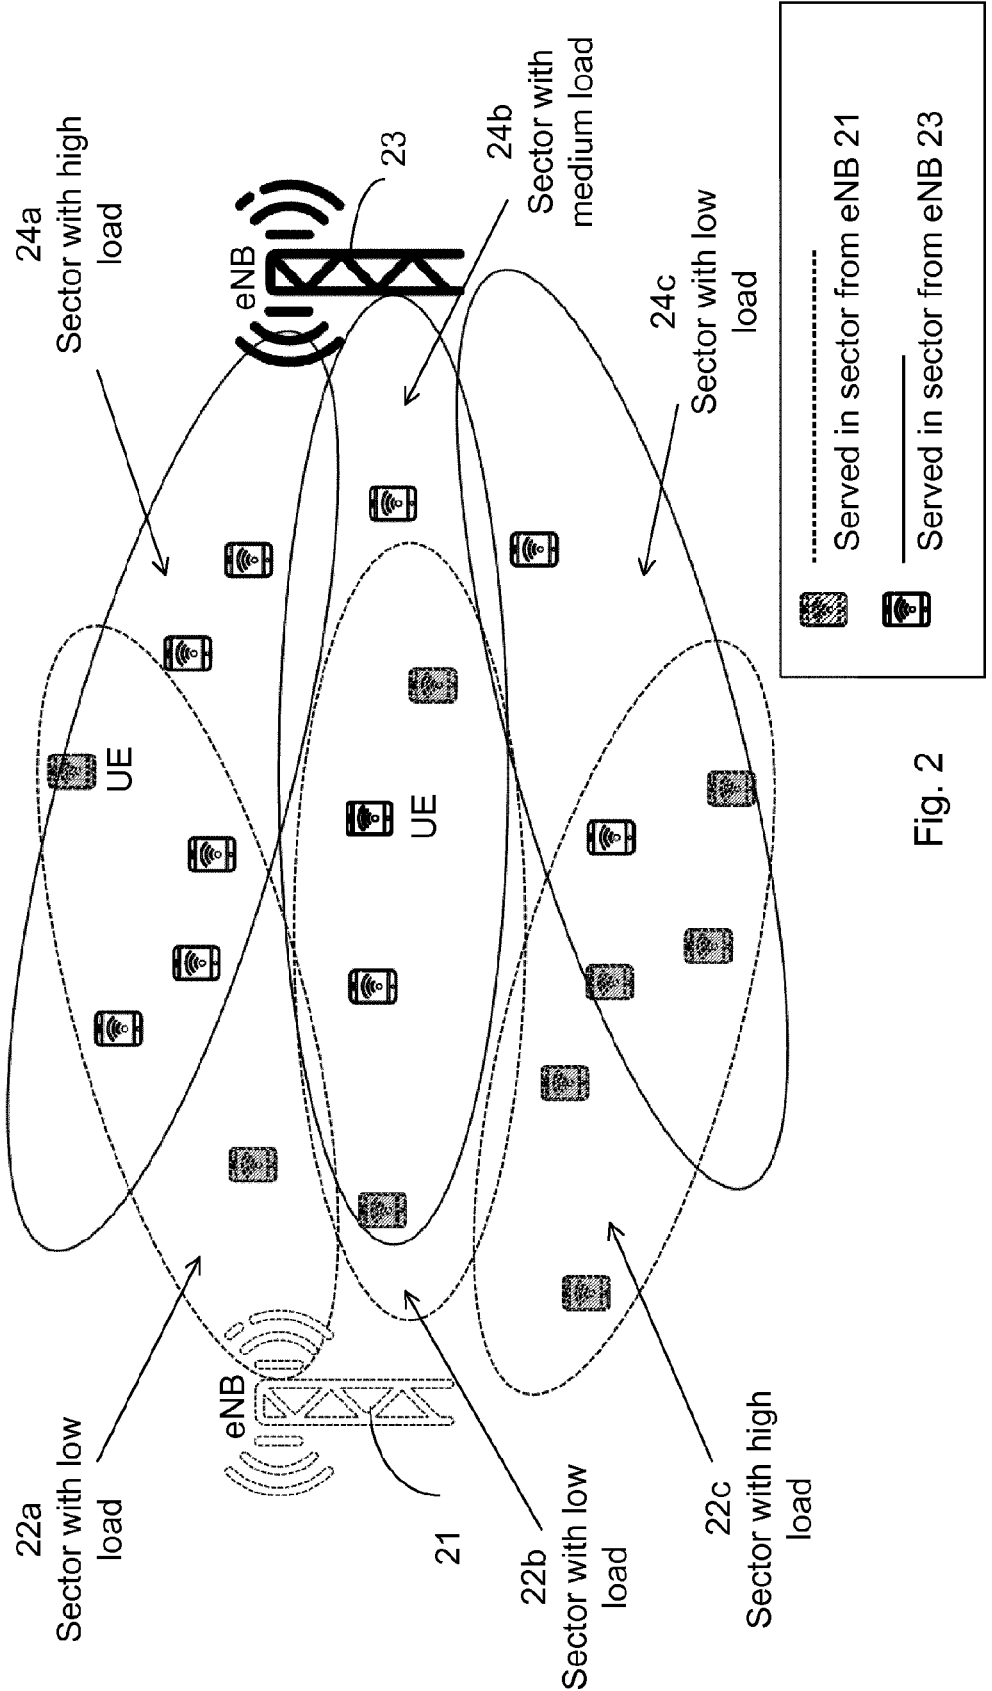 22a
Sector with low
load
24a
Sector with high
load
eNB
eNB
21
23
UE
UE
22b
Sector with low
load
24b
Sector with
medium load
22c
Sector with high
load
24c
Sector with low
load
Served in sector from eNB 21
Served in sector from eNB 23
Fig. 2